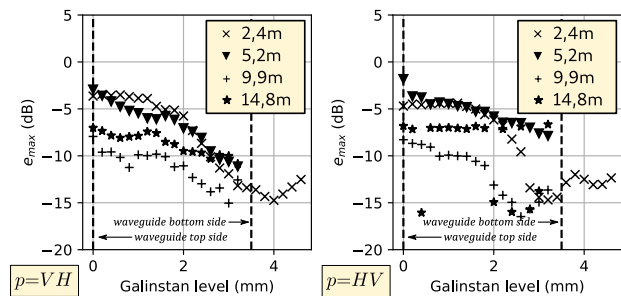 5
0
−5
−10
−15
−20
e_max (dB)
× 2,4m
▼ 5,2m
+ 9,9m
★ 14,8m
waveguide bottom side
waveguide top side
0 2 4
Galinstan level (mm)
p=VH
5
0
−5
−10
−15
−20
e_max (dB)
× 2,4m
▼ 5,2m
+ 9,9m
★ 14,8m
waveguide bottom side
waveguide top side
0 2 4
Galinstan level (mm)
p=HV